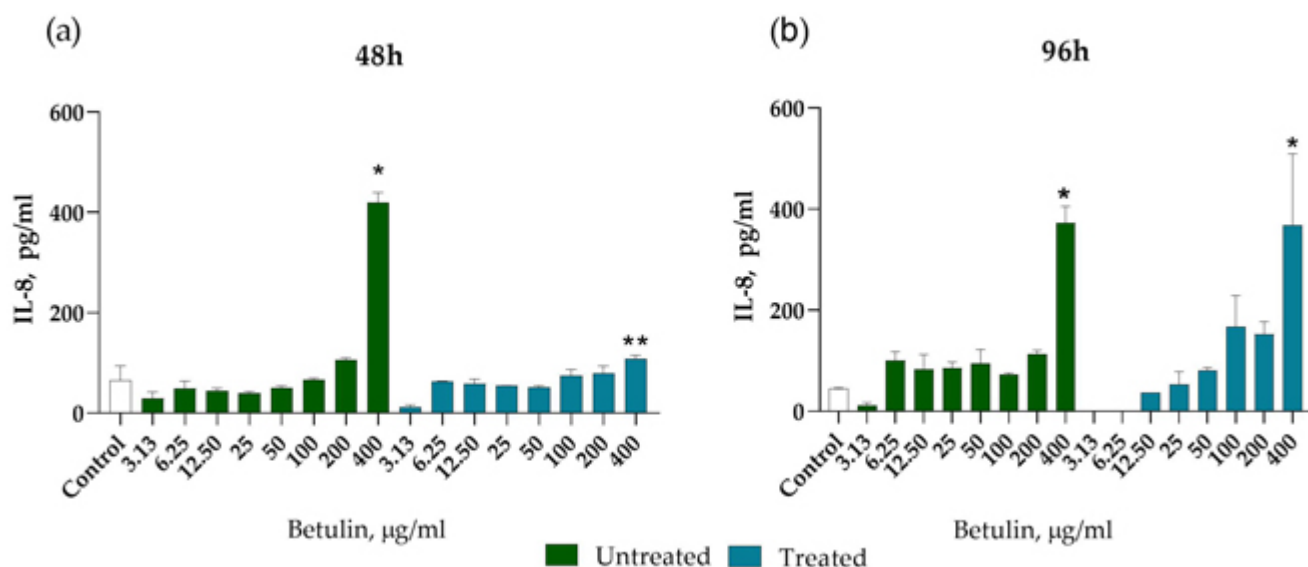 (a)
48h
600
400
200
0
IL-8, pg/ml
*
**
Control 3.13 6.25 12.50 25 50 100 200 400 3.13 6.25 12.50 25 50 100 200 400
Betulin, µg/ml
(b)
96h
600
400
200
0
IL-8, pg/ml
*
*
Control 3.13 6.25 12.50 25 50 100 200 400 3.13 6.25 12.50 25 50 100 200 400
Betulin, µg/ml
Untreated Treated